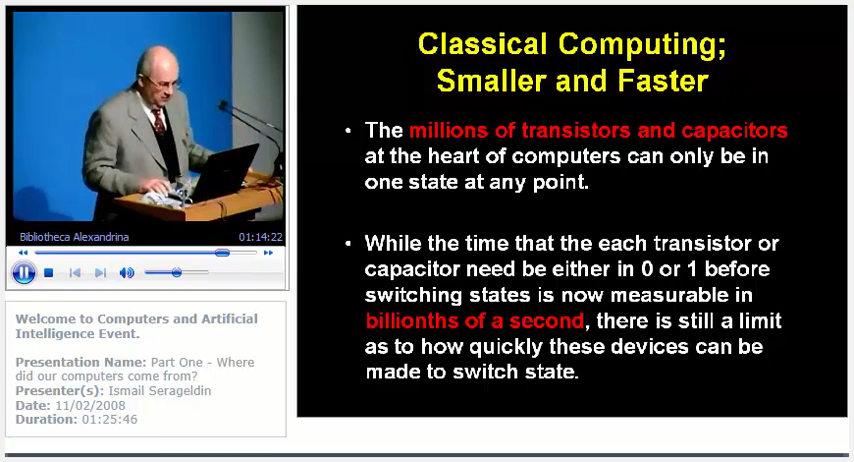 Classical Computing;
Smaller and Faster
• The millions of transistors and capacitors
at the heart of computers can only be in
one state at any point.
• While the time that the each transistor or
capacitor need be either in 0 or 1 before
switching states is now measurable in
billionths of a second, there is still a limit
as to how quickly these devices can be
made to switch state.
Bibliotheca Alexandrina 01:14:22
Welcome to Computers and Artificial
Intelligence Event.
Presentation Name: Part One - Where
did our computers come from?
Presenter(s): Ismail Serageldin
Date: 11/02/2008
Duration: 01:25:46